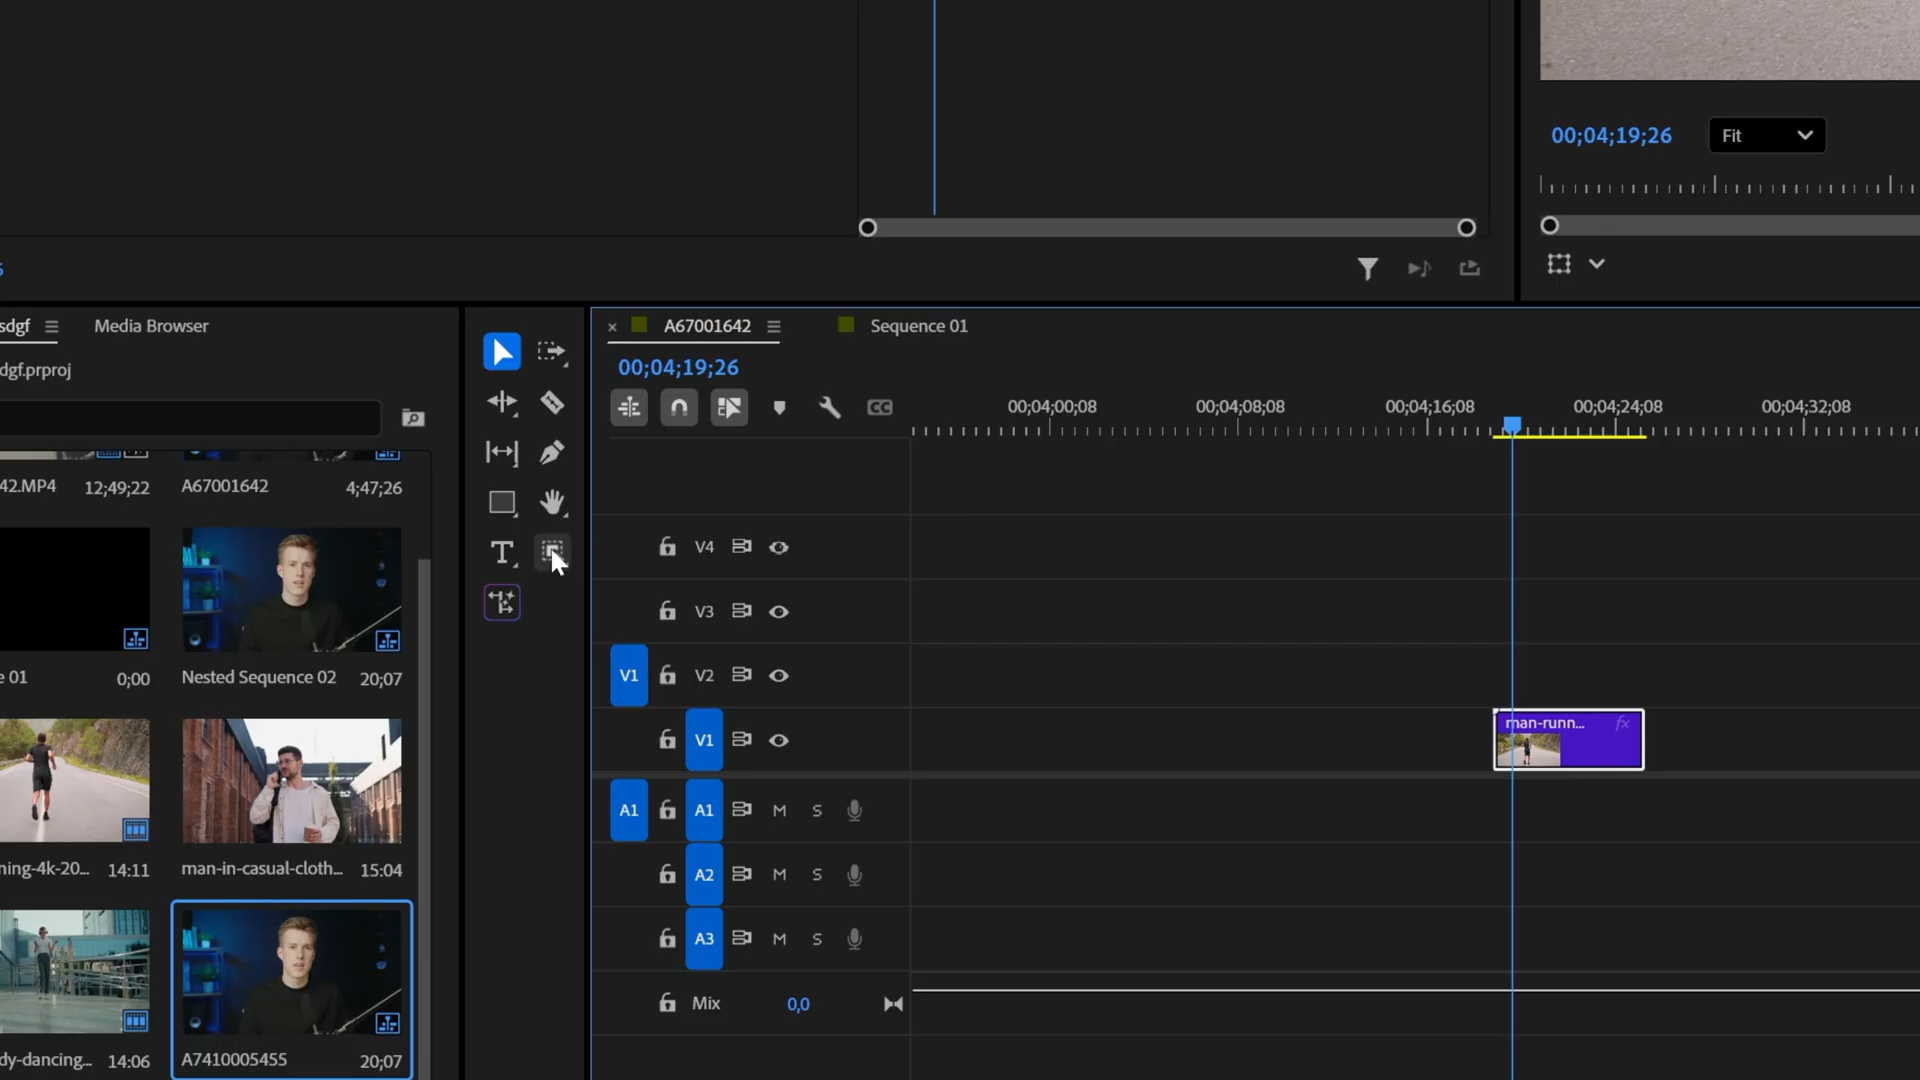 00;04;19;26
Fit
sdgf
Media Browser
A67001642
Sequence 01
dgf.prproj
00;04;19;26
00;04;00;08
00;04;08;08
00;04;16;08
00;04;24;08
00;04;32;08
42.MP4
12;49;22
A67001642
4;47;26
V4
V3
V1
V2
e 01
0;00
Nested Sequence 02
20;07
man-runn...
fx
V1
A1
A1
M
S
ning-4k-20...
14:11
man-in-casual-cloth...
15:04
A2
M
S
A3
M
S
Mix
0,0
dy-dancing...
14:06
A7410005455
20;07